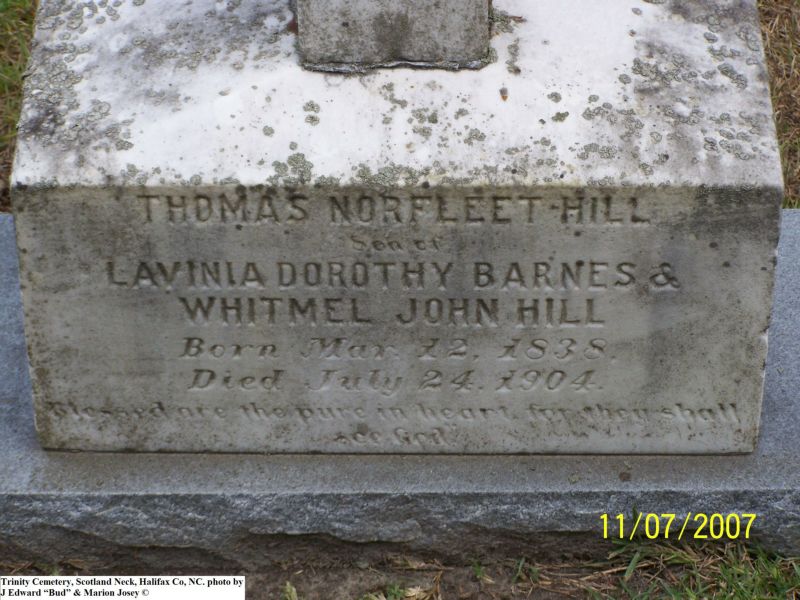 THOMAS NORFLEET HILL
Son of
LAVINIA DOROTHY BARNES &
WHITMEL JOHN HILL
Born Mar. 12, 1838.
Died July 24, 1904.
Blessed are the pure in heart, for they shall
see God
11/07/2007
Trinity Cemetery, Scotland Neck, Halifax Co, NC. photo by
J Edward “Bud” & Marion Josey ©